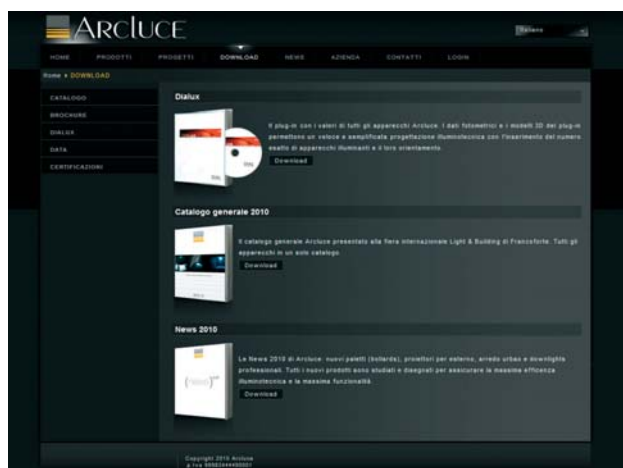 ARCLUCE
Italiano
HOME PRODOTTI PROGETTI DOWNLOAD NEWS AZIENDA CONTATTI LOGIN
Home DOWNLOAD
CATALOGO
BROCHURE
DIALUX
DATA
CERTIFICAZIONI
Dialux
Il plug-in con i valori di tutti gli apparecchi Arcluce. I dati fotometrici e i modelli 3D del plug-in
permettono un veloce e semplificata progettazione illuminotecnica con l'inserimento del numero
esatto di apparecchi illuminanti e il loro orientamento.
Download
Catalogo generale 2010
Il catalogo generale Arcluce presentato alla fiera internazionale Light & Building di Francoforte. Tutti gli
apparecchi in un solo catalogo.
Download
News 2010
Le News 2010 di Arcluce: nuovi paletti (bollards), proiettori per esterno, arredo urbano e downlights
professionali. Tutti i nuovi prodotti sono studiati e disegnati per assicurare la massima efficenza
illuminotecnica e la massima funzionalità.
Download
Copyright 2010 Arcluce